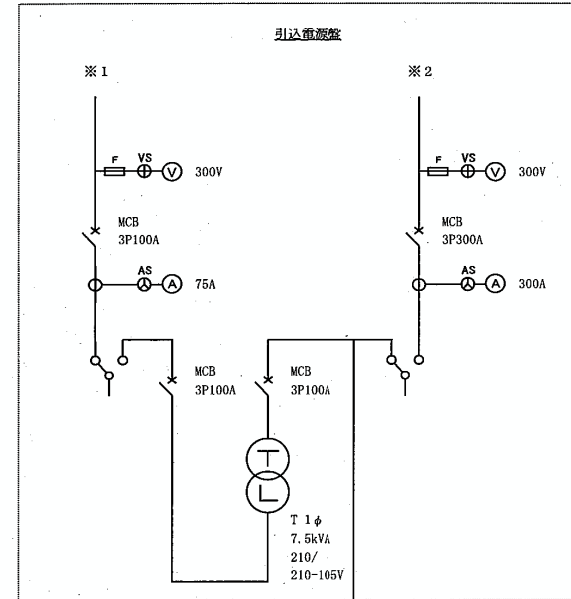 引込電源盤
※1
※2
F
VS
V
300V
F
VS
V
300V
MCB
3P100A
MCB
3P300A
AS
A
75A
AS
A
300A
MCB
3P100A
MCB
3P100A
T 1φ
7.5kVA
210/
210-105V